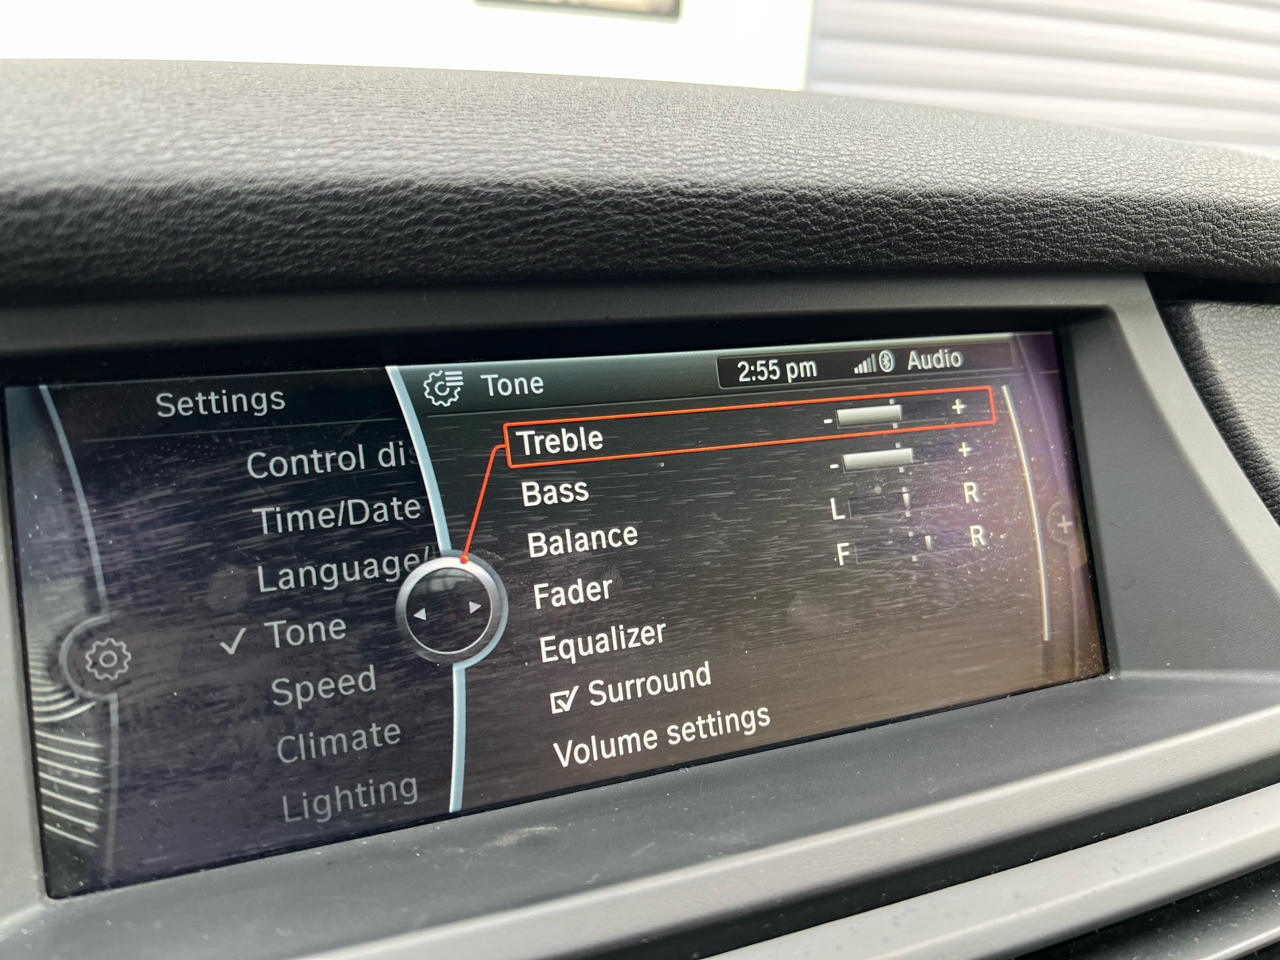 Settings
Control di
Time/Date
Language/
Tone
Speed
Climate
Lighting
Tone
2:55 pm
Audio
Treble - +
Bass - +
Balance L R
Fader F R
Equalizer
Surround
Volume settings